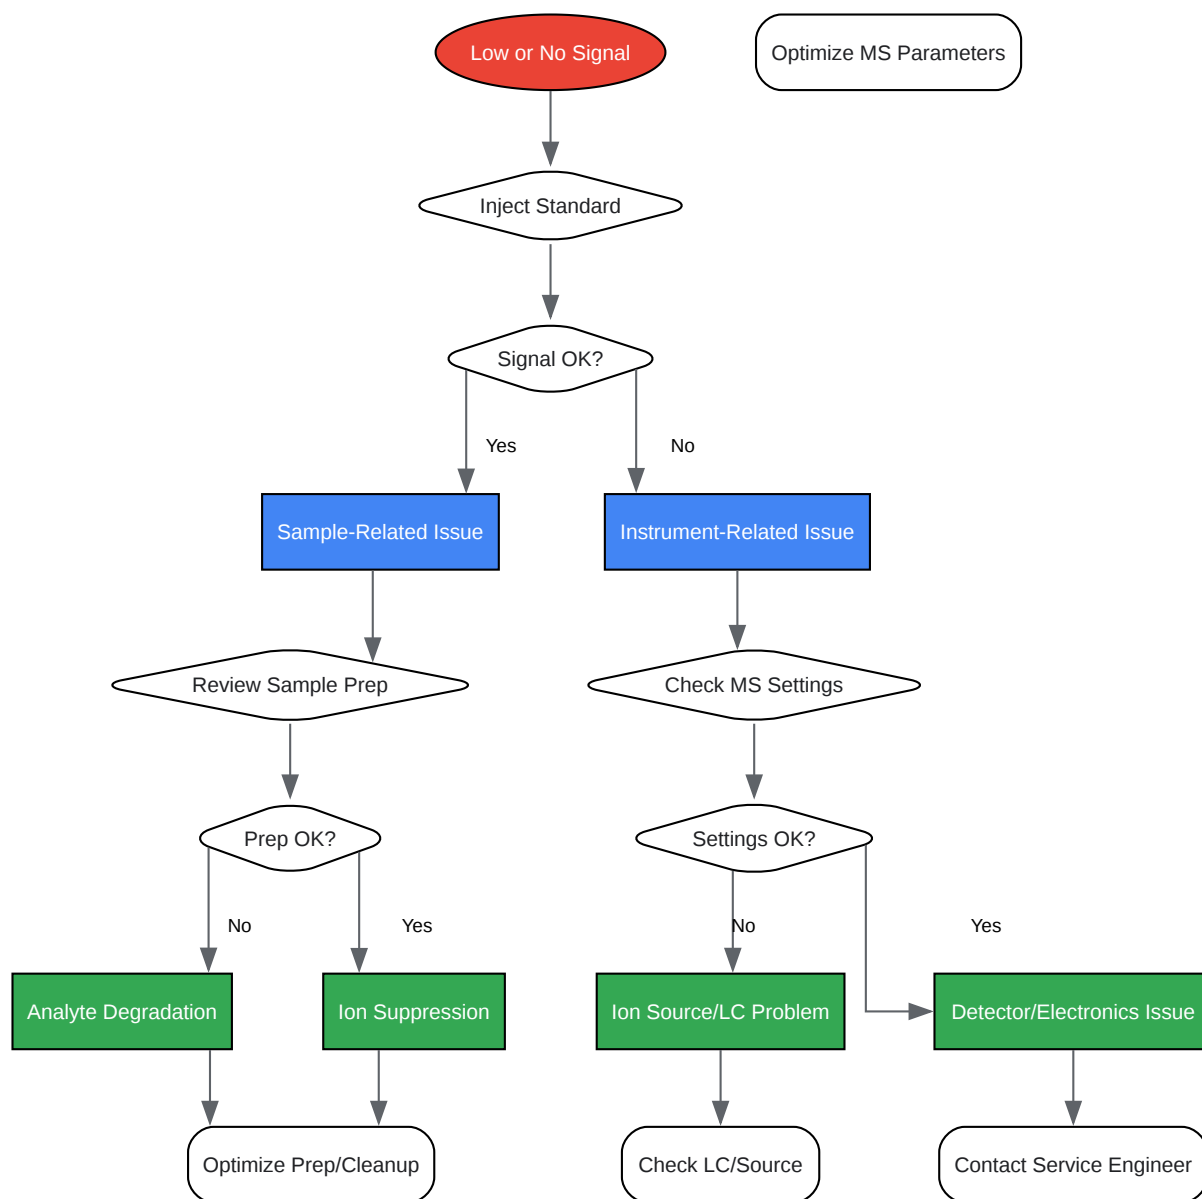 Low or No Signal
Optimize MS Parameters
Inject Standard
Signal OK?
Yes
No
Sample-Related Issue
Instrument-Related Issue
Review Sample Prep
Check MS Settings
Prep OK?
Settings OK?
No
Yes
No
Yes
Analyte Degradation
Ion Suppression
Ion Source/LC Problem
Detector/Electronics Issue
Optimize Prep/Cleanup
Check LC/Source
Contact Service Engineer